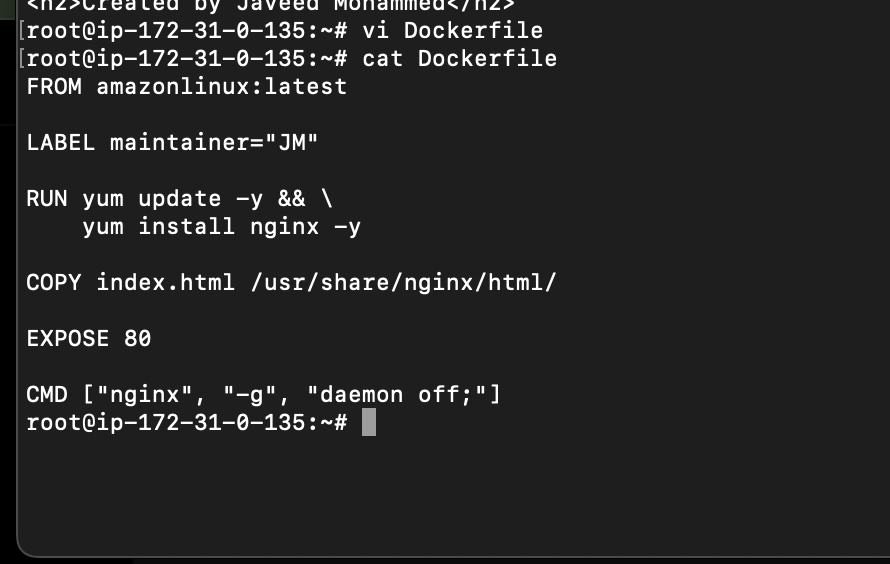 <h2>Created by Javeed Mohammed</h2>
[root@ip-172-31-0-135:~# vi Dockerfile
[root@ip-172-31-0-135:~# cat Dockerfile
FROM amazonlinux:latest
LABEL maintainer="JM"
RUN yum update -y && \
    yum install nginx -y
COPY index.html /usr/share/nginx/html/
EXPOSE 80
CMD ["nginx", "-g", "daemon off;"]
root@ip-172-31-0-135:~#